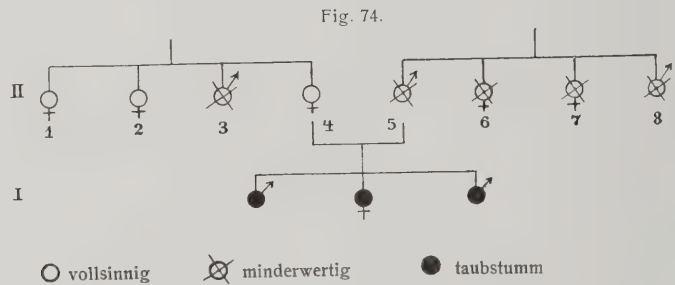 Fig. 74.
II
1 2 3 4 5 6 7 8
I
vollsinnig minderwertig taubstumm